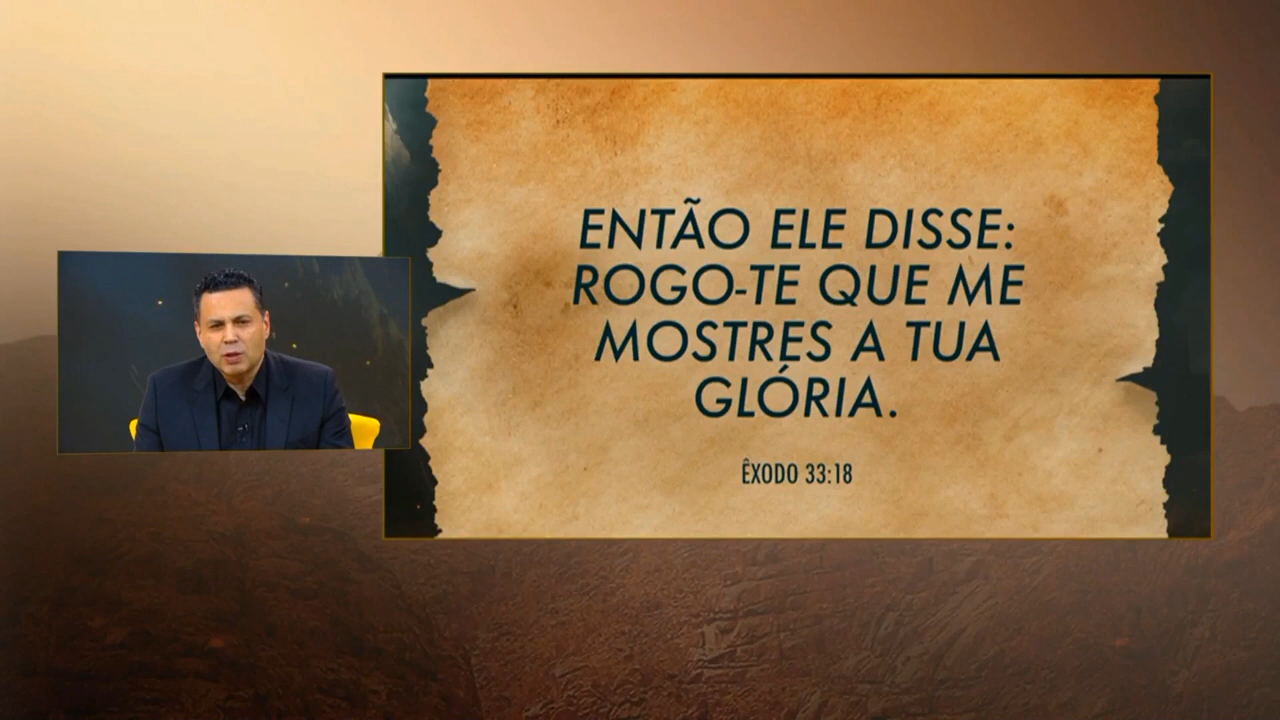 ENTÃO ELE DISSE:
ROGO-TE QUE ME
MOSTRES A TUA
GLÓRIA.
ÊXODO 33:18